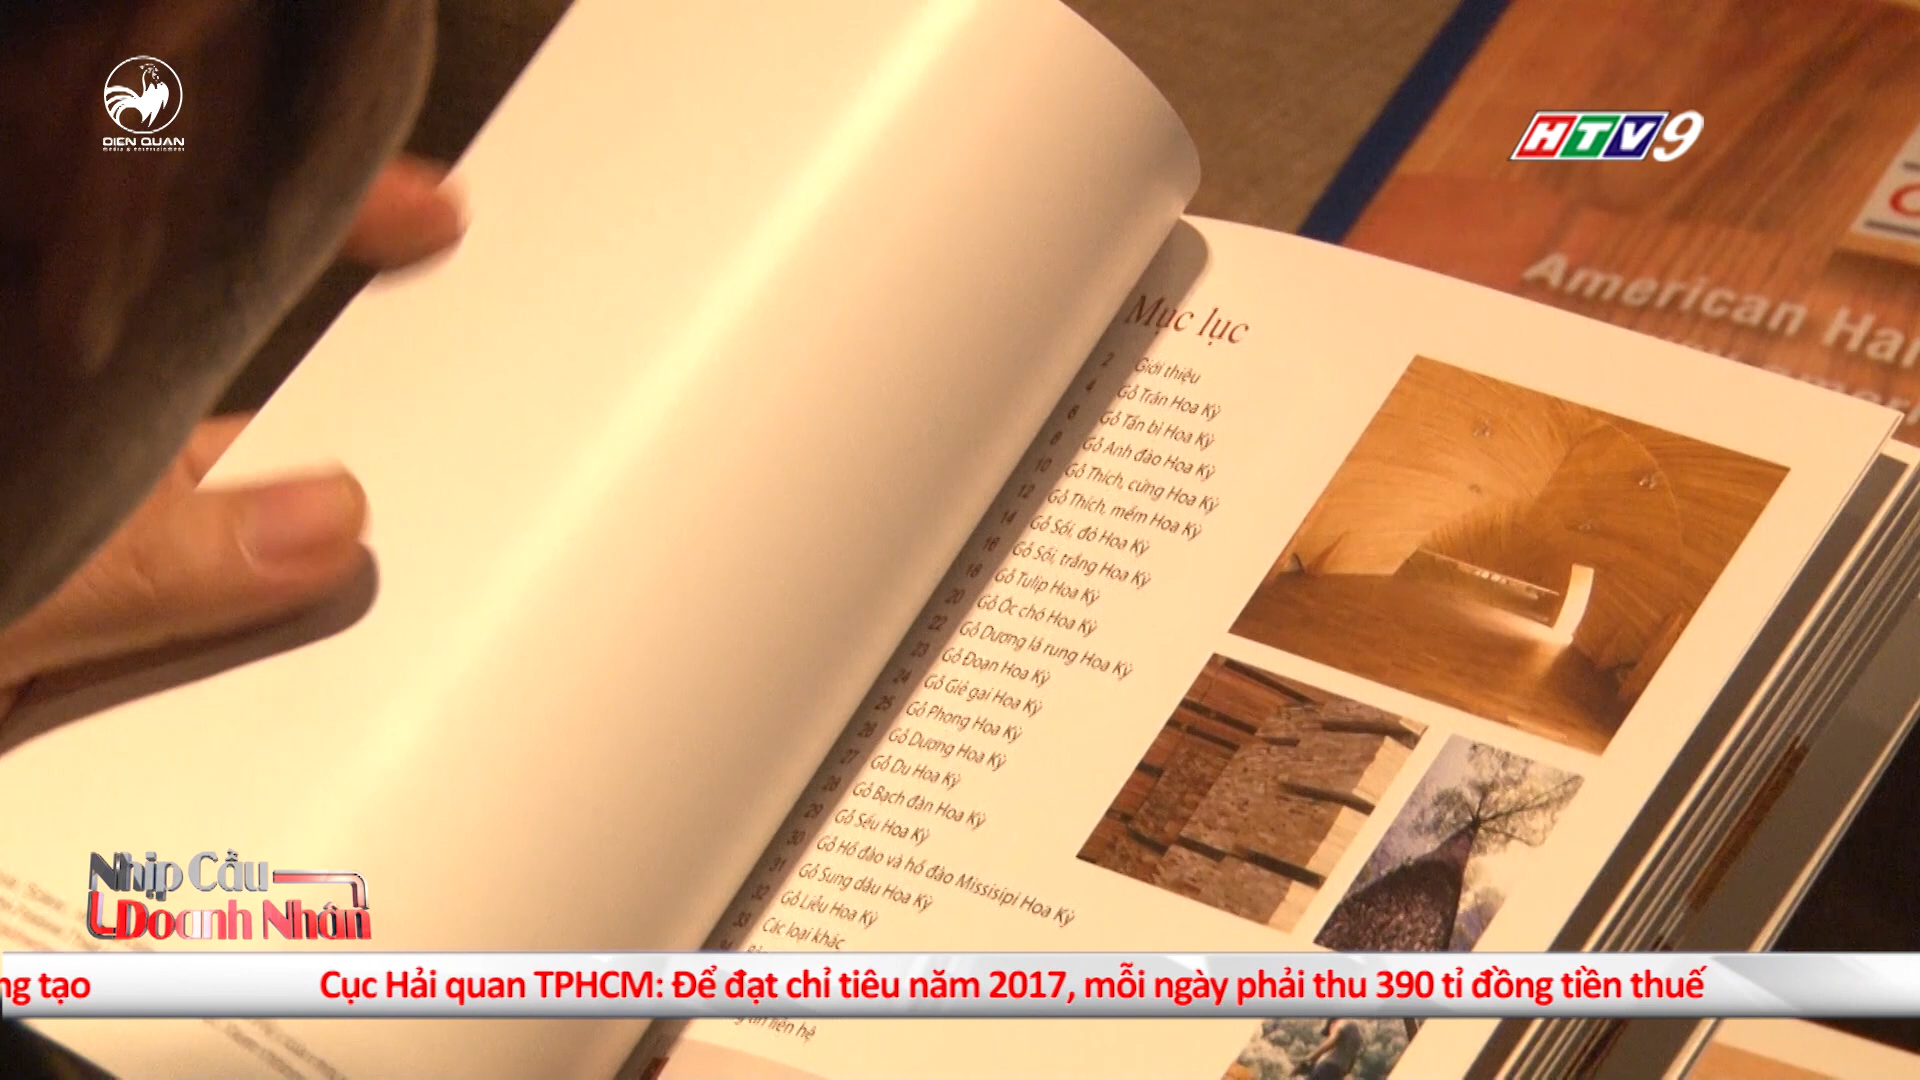 DIEN QUAN
media & entertainment
HTV9
American Har
Mục lục
2 Giới thiệu
4 Gỗ Trăn Hoa Kỳ
6 Gỗ Tần bì Hoa Kỳ
8 Gỗ Anh đào Hoa Kỳ
10 Gỗ Thích, cứng Hoa Kỳ
12 Gỗ Thích, mềm Hoa Kỳ
14 Gỗ Sồi, đỏ Hoa Kỳ
16 Gỗ Sồi, trắng Hoa Kỳ
18 Gỗ Tulip Hoa Kỳ
20 Gỗ Óc chó Hoa Kỳ
22 Gỗ Dương lá rung Hoa Kỳ
23 Gỗ Đoạn Hoa Kỳ
24 Gỗ Giẻ gai Hoa Kỳ
25 Gỗ Phong Hoa Kỳ
26 Gỗ Dương Hoa Kỳ
27 Gỗ Du Hoa Kỳ
28 Gỗ Bạch đàn Hoa Kỳ
29 Gỗ Sếu Hoa Kỳ
30 Gỗ Hồ đào và hồ đào Missisipi Hoa Kỳ
31 Gỗ Sung dâu Hoa Kỳ
32 Gỗ Liễu Hoa Kỳ
33 Các loại khác
liên hệ
Nhịp Cầu
Doanh Nhân
ng tạo Cục Hải quan TPHCM: Để đạt chỉ tiêu năm 2017, mỗi ngày phải thu 390 tỉ đồng tiền thuế